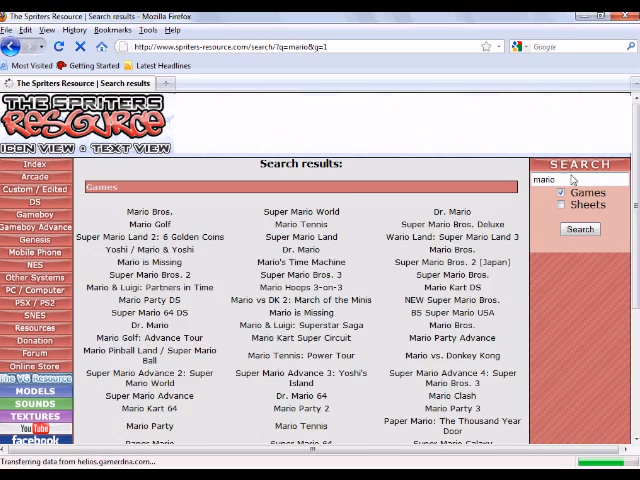 The Spriters Resource | Search results - Mozilla Firefox
File Edit View History Bookmarks Tools Help
http://www.spriters-resource.com/search/?q=mario&g=1
Google
Most Visited Getting Started Latest Headlines
The Spriters Resource | Search results
THE SPRITERS
RESOURCE
ICON VIEW - TEXT VIEW
Index
Arcade
Custom / Edited
DS
Gameboy
Gameboy Advance
Genesis
Mobile Phone
NES
Other Systems
PC / Computer
PSX / PS2
SNES
Resources
Donation
Forum
Online Store
The VG Resource
MODELS
SOUNDS
TEXTURES
You Tube
facebook
Search results:
Games
Mario Bros. Super Mario World Dr. Mario
Mario Golf Mario Tennis Super Mario Bros. Deluxe
Super Mario Land 2: 6 Golden Coins Super Mario Land Wario Land: Super Mario Land 3
Yoshi / Mario & Yoshi Dr. Mario Mario Bros.
Mario is Missing Mario's Time Machine Super Mario Bros. 2 [Japan]
Super Mario Bros. 2 Super Mario Bros. 3 Super Mario Bros.
Mario & Luigi: Partners in Time Mario Hoops 3-on-3 Mario Kart DS
Mario Party DS Mario vs DK 2: March of the Minis NEW Super Mario Bros.
Super Mario 64 DS Mario is Missing BS Super Mario USA
Dr. Mario Mario & Luigi: Superstar Saga Mario Bros.
Mario Golf: Advance Tour Mario Kart Super Circuit Mario Party Advance
Mario Pinball Land / Super Mario
Ball Mario Tennis: Power Tour Mario vs. Donkey Kong
Super Mario Advance 2: Super
Mario World Super Mario Advance 3: Yoshi's
Island Super Mario Advance 4: Super
Mario Bros. 3
Super Mario Advance Dr. Mario 64 Mario Clash
Mario Kart 64 Mario Party 2 Mario Party 3
Mario Party Mario Tennis Paper Mario: The Thousand Year
Door
Paper Mario Super Mario 64 Super Mario Galaxy
SEARCH
mario
Games
Sheets
Search
Transferring data from helios.gamerdna.com...